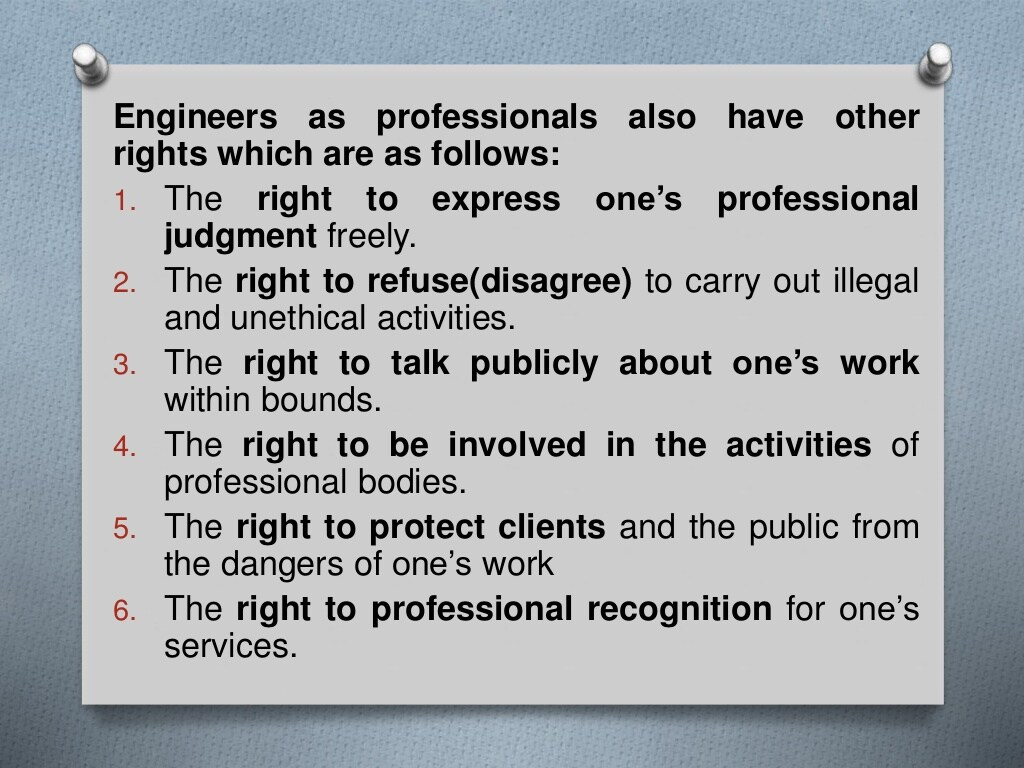 Engineers as professionals also have other
rights which are as follows:
1. The right to express one’s professional
judgment freely.
2. The right to refuse(disagree) to carry out illegal
and unethical activities.
3. The right to talk publicly about one’s work
within bounds.
4. The right to be involved in the activities of
professional bodies.
5. The right to protect clients and the public from
the dangers of one’s work
6. The right to professional recognition for one’s
services.